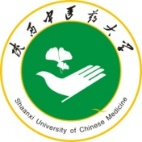 陕西中医药大学
Shaanxi University of Chinese Medicine